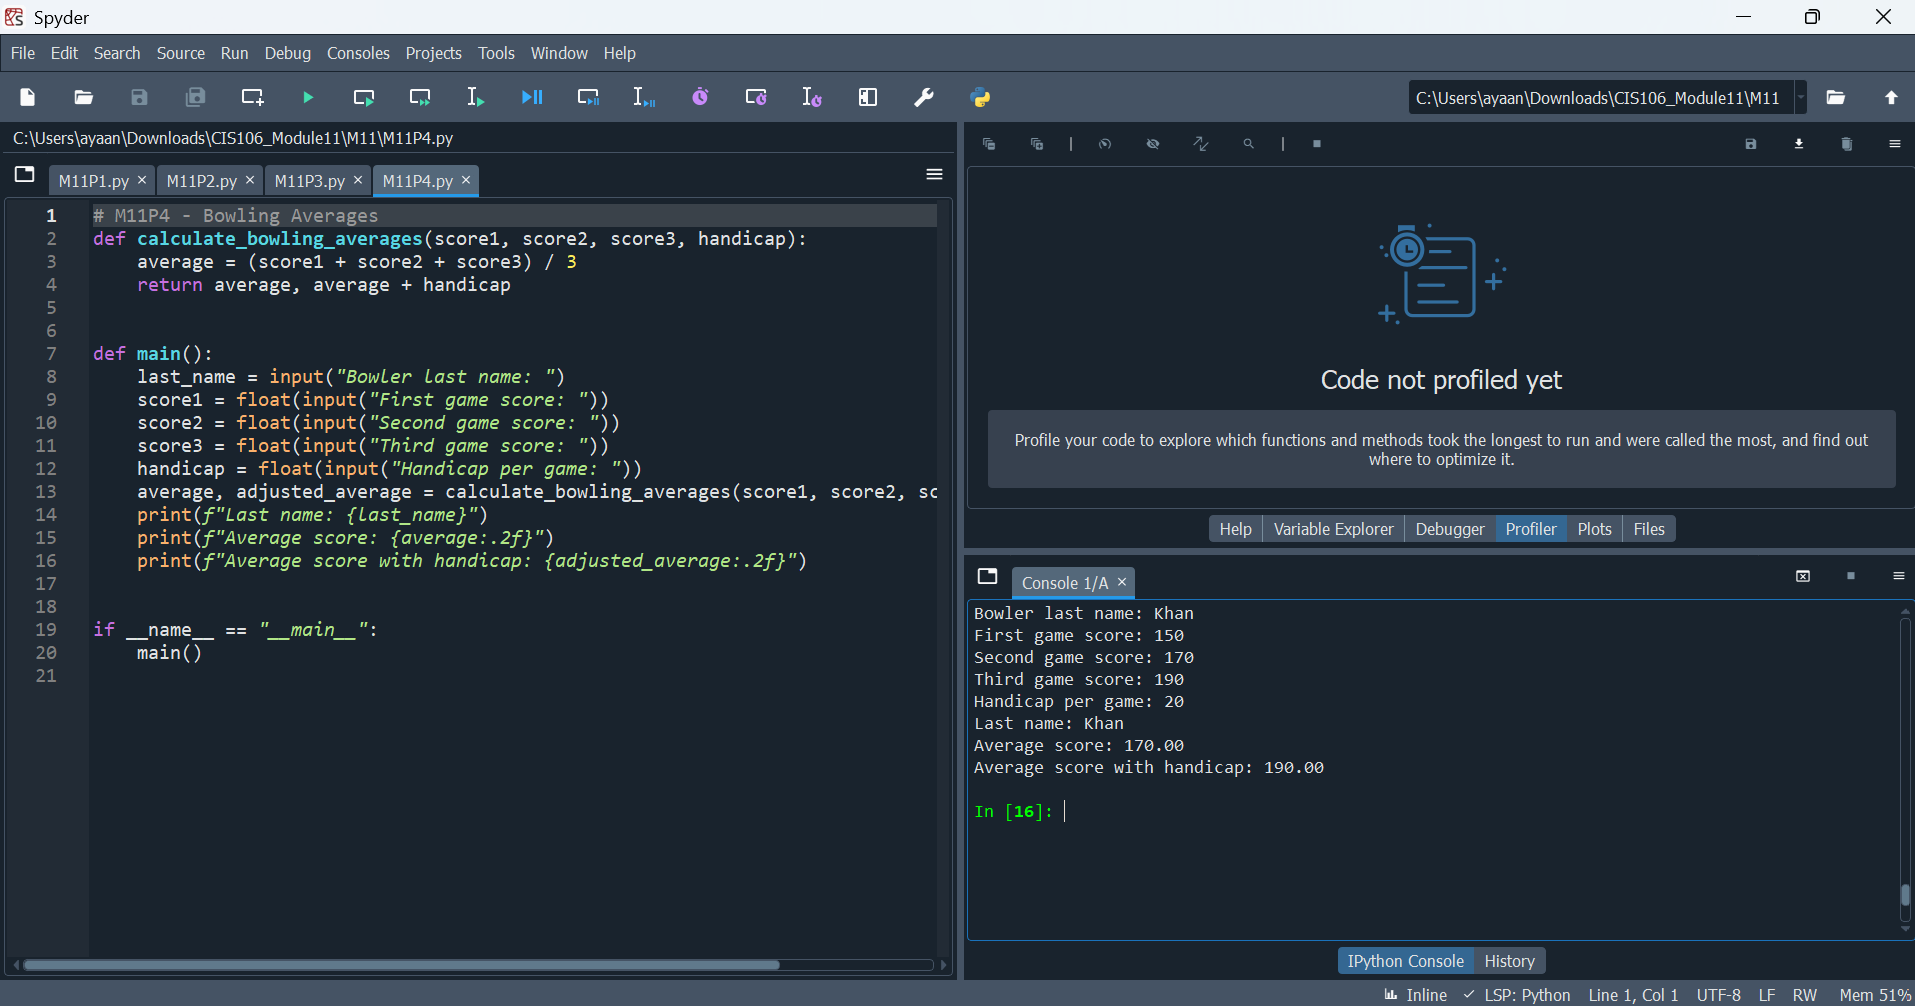 Spyder
File Edit Search Source Run Debug Consoles Projects Tools Window Help
C:\Users\ayaan\Downloads\CIS106_Module11\M11
C:\Users\ayaan\Downloads\CIS106_Module11\M11\M11P4.py
M11P1.py M11P2.py M11P3.py M11P4.py
1 # M11P4 - Bowling Averages
2 def calculate_bowling_averages(score1, score2, score3, handicap):
3     average = (score1 + score2 + score3) / 3
4     return average, average + handicap
5
6
7 def main():
8     last_name = input("Bowler last name: ")
9     score1 = float(input("First game score: "))
10     score2 = float(input("Second game score: "))
11     score3 = float(input("Third game score: "))
12     handicap = float(input("Handicap per game: "))
13     average, adjusted_average = calculate_bowling_averages(score1, score2, sc
14     print(f"Last name: {last_name}")
15     print(f"Average score: {average:.2f}")
16     print(f"Average score with handicap: {adjusted_average:.2f}")
17
18
19 if __name__ == "__main__":
20     main()
21
Code not profiled yet
Profile your code to explore which functions and methods took the longest to run and were called the most, and find out
where to optimize it.
Help Variable Explorer Debugger Profiler Plots Files
Console 1/A
Bowler last name: Khan
First game score: 150
Second game score: 170
Third game score: 190
Handicap per game: 20
Last name: Khan
Average score: 170.00
Average score with handicap: 190.00
In [16]:
IPython Console History
Inline LSP: Python Line 1, Col 1 UTF-8 LF RW Mem 51%